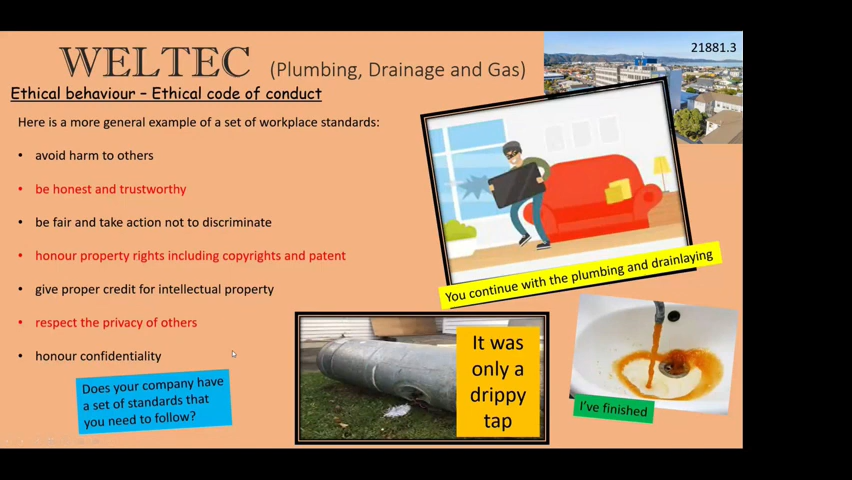 WELTEC (Plumbing, Drainage and Gas)
21881.3
Ethical behaviour – Ethical code of conduct
Here is a more general example of a set of workplace standards:
• avoid harm to others
• be honest and trustworthy
• be fair and take action not to discriminate
• honour property rights including copyrights and patent
• give proper credit for intellectual property
• respect the privacy of others
• honour confidentiality
Does your company have
a set of standards that
you need to follow?
You continue with the plumbing and drainlaying
It was
only a
drippy
tap
I've finished